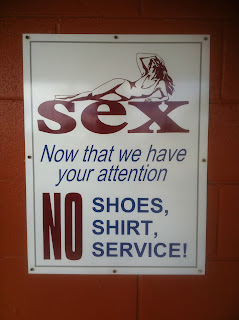 sex
Now that we have
your attention
NO SHOES,
SHIRT,
SERVICE!